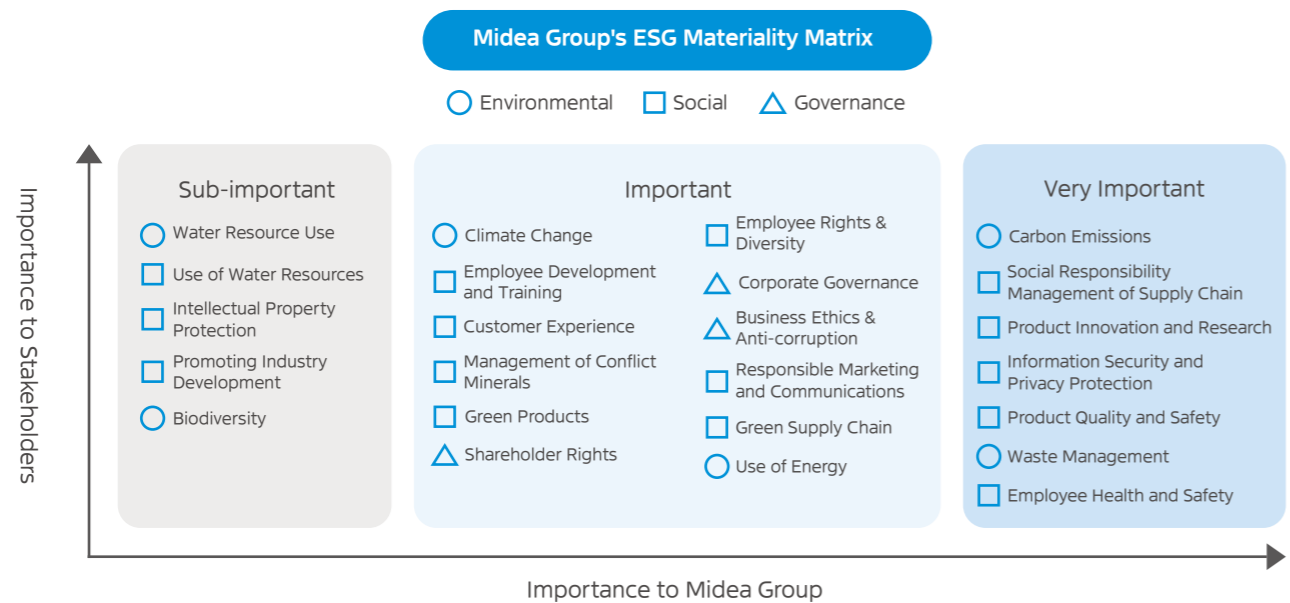 Midea Group's ESG Materiality Matrix
Environmental
Social
Governance
Importance to Stakeholders
Sub-important
Water Resource Use
Use of Water Resources
Intellectual Property
Protection
Promoting Industry
Development
Biodiversity
Important
Climate Change
Employee Development
and Training
Customer Experience
Management of Conflict
Minerals
Green Products
Shareholder Rights
Employee Rights &
Diversity
Corporate Governance
Business Ethics &
Anti-corruption
Responsible Marketing
and Communications
Green Supply Chain
Use of Energy
Very Important
Carbon Emissions
Social Responsibility
Management of Supply Chain
Product Innovation and Research
Information Security and
Privacy Protection
Product Quality and Safety
Waste Management
Employee Health and Safety
Importance to Midea Group